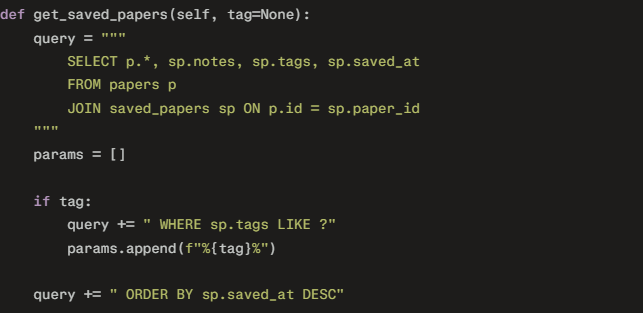 def get_saved_papers(self, tag=None):
    query = """
        SELECT p.*, sp.notes, sp.tags, sp.saved_at
        FROM papers p
        JOIN saved_papers sp ON p.id = sp.paper_id
    """
    params = []

    if tag:
        query += " WHERE sp.tags LIKE ?"
        params.append(f"%{tag}%")

    query += " ORDER BY sp.saved_at DESC"